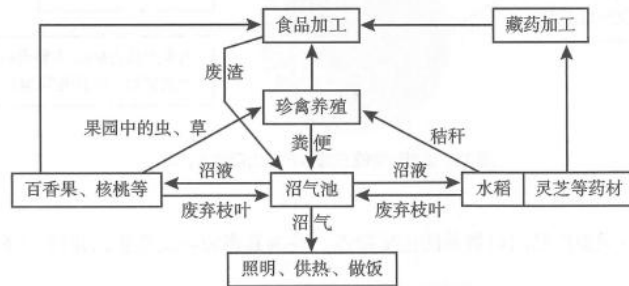 食品加工
藏药加工
废渣
珍禽养殖
果园中的虫、草
粪便
秸秆
沼液
沼液
百香果、核桃等
沼气池
水稻
灵芝等药材
废弃枝叶
废弃枝叶
沼气
照明、供热、做饭